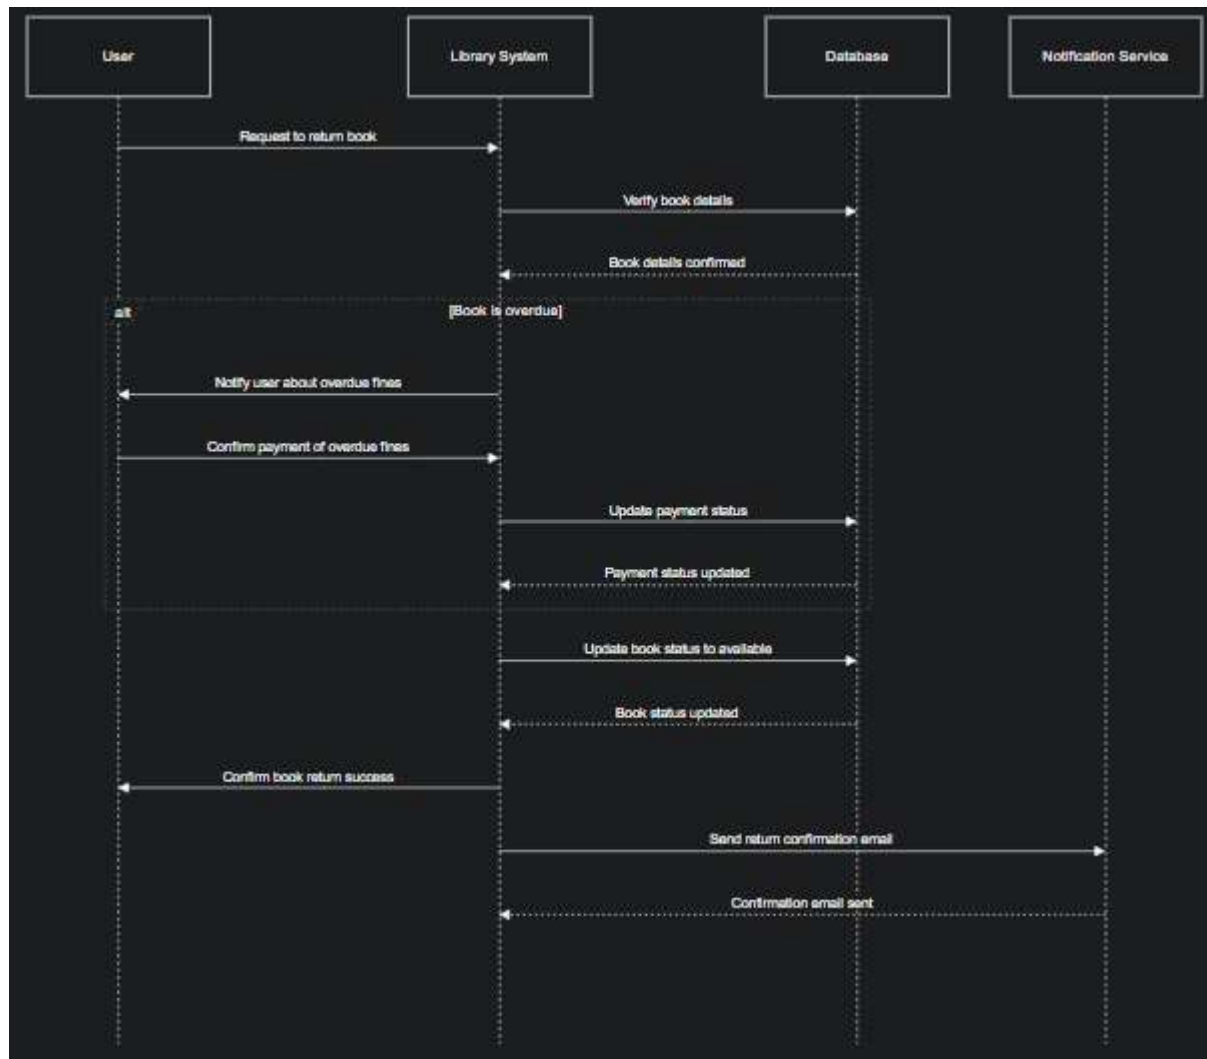 User
Library System
Database
Notification Service
Request to return book
Verify book details
Book details confirmed
alt
[Book is overdue]
Notify user about overdue fines
Confirm payment of overdue fines
Update payment status
Payment status updated
Update book status to available
Book status updated
Confirm book return success
Send return confirmation email
Confirmation email sent